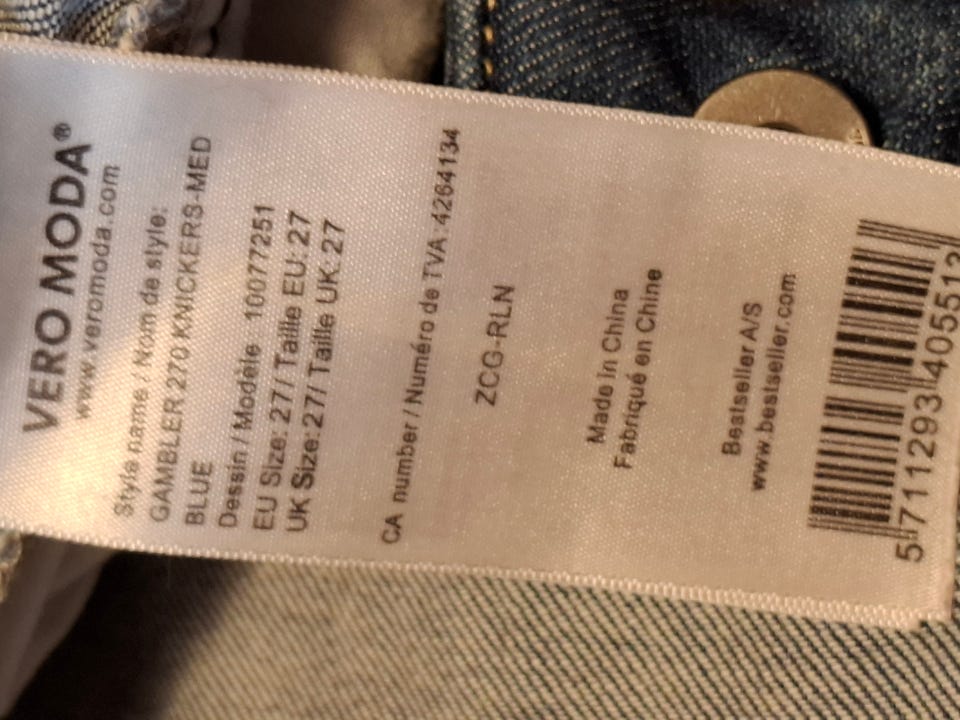 VERO MODA®
www.veromoda.com
Style name / Nom de style:
GAMBLER 270 KNICKERS-MED
BLUE
Dessin / Modèle 10077251
EU Size: 27 / Taille EU: 27
UK Size: 27 / Taille UK: 27
CA number / Numéro de TVA :4264134
ZCG-RLN
Made in China
Fabriqué en Chine
Bestseller A/S
www.bestseller.com
5 711293 405513